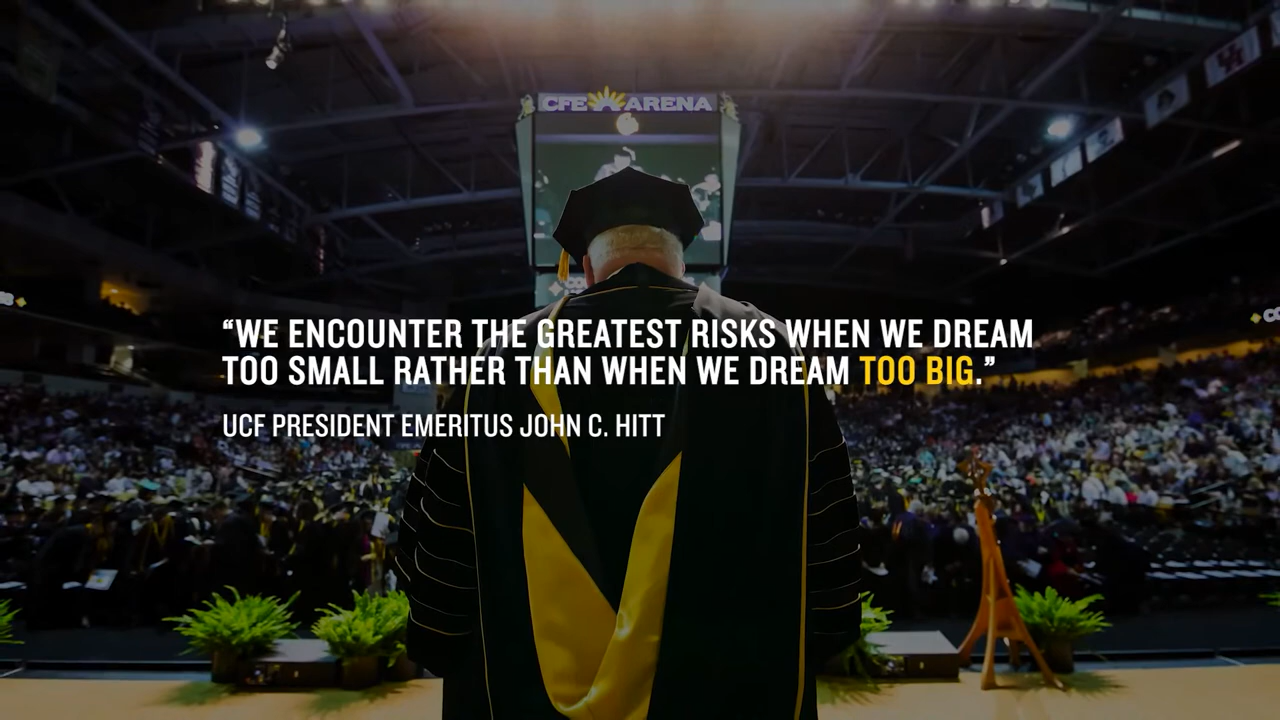 CFE ARENA
“WE ENCOUNTER THE GREATEST RISKS WHEN WE DREAM
TOO SMALL RATHER THAN WHEN WE DREAM TOO BIG.”
UCF PRESIDENT EMERITUS JOHN C. HITT